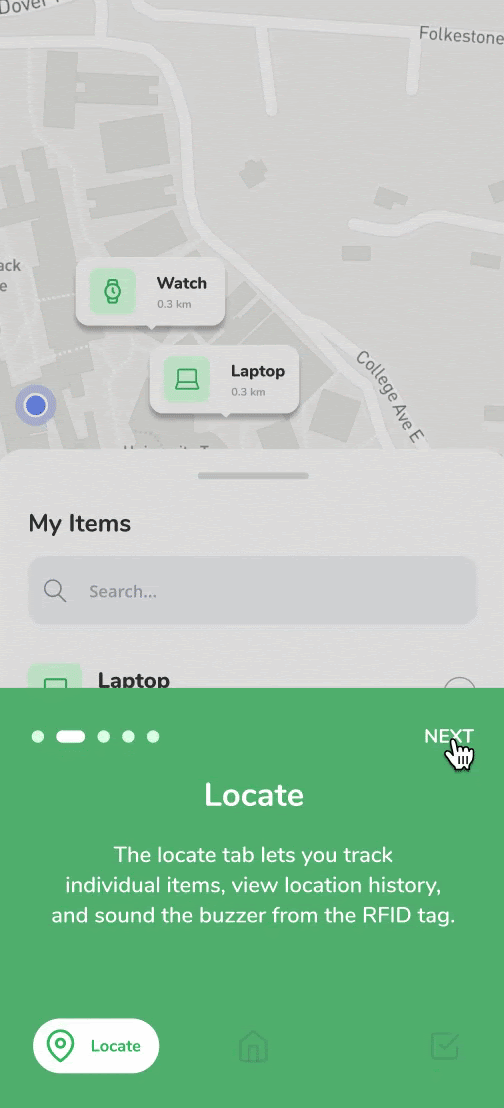 Dover
Folkestone
ack
e
Watch
0.3 km
Laptop
0.3 km
College Ave E
My Items
Search...
Laptop
NEXT
Locate
The locate tab lets you track
individual items, view location history,
and sound the buzzer from the RFID tag.
Locate